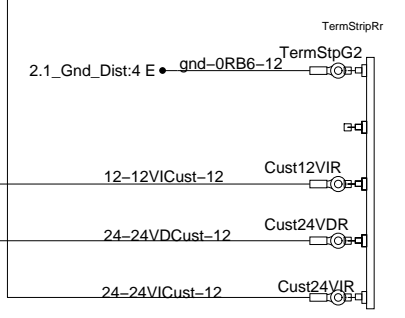 TermStripRr
TermStpG2
2.1_Gnd_Dist:4 E
gnd−0RB6−12
Cust12VIR
12−12VICust−12
Cust24VDR
24−24VDCust−12
Cust24VIR
24−24VICust−12